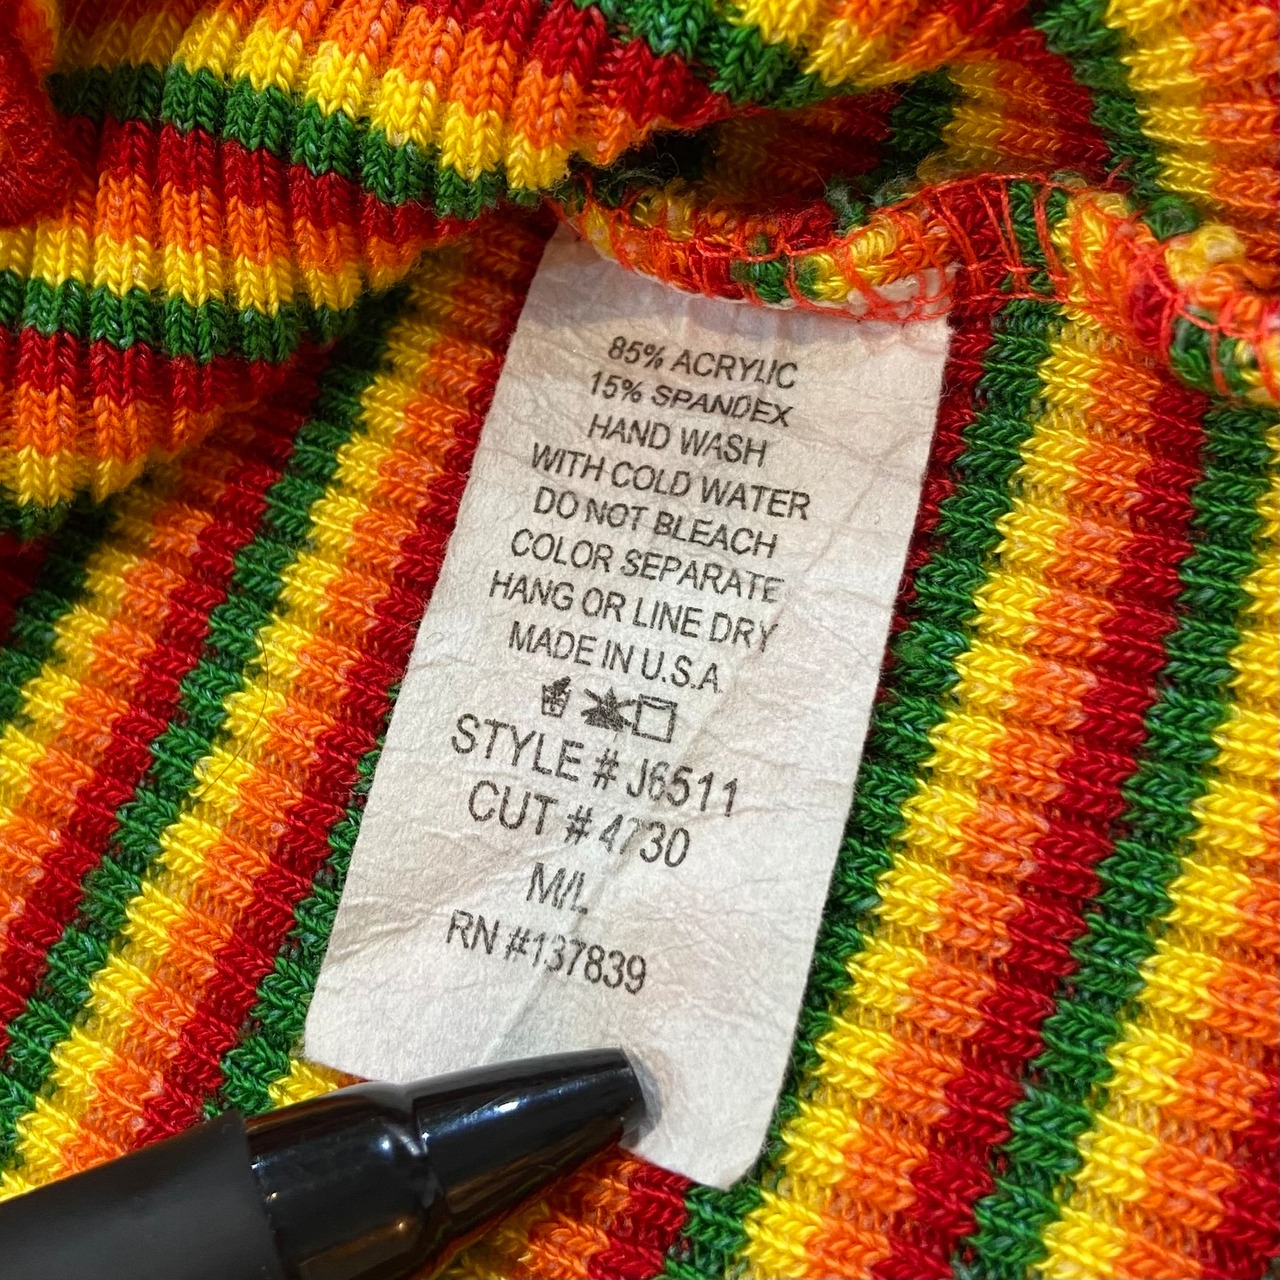 85% ACRYLIC
15% SPANDEX
HAND WASH
WITH COLD WATER
DO NOT BLEACH
COLOR SEPARATE
HANG OR LINE DRY
MADE IN U.S.A
STYLE # J6511
CUT # 4730
M/L
RN #137839